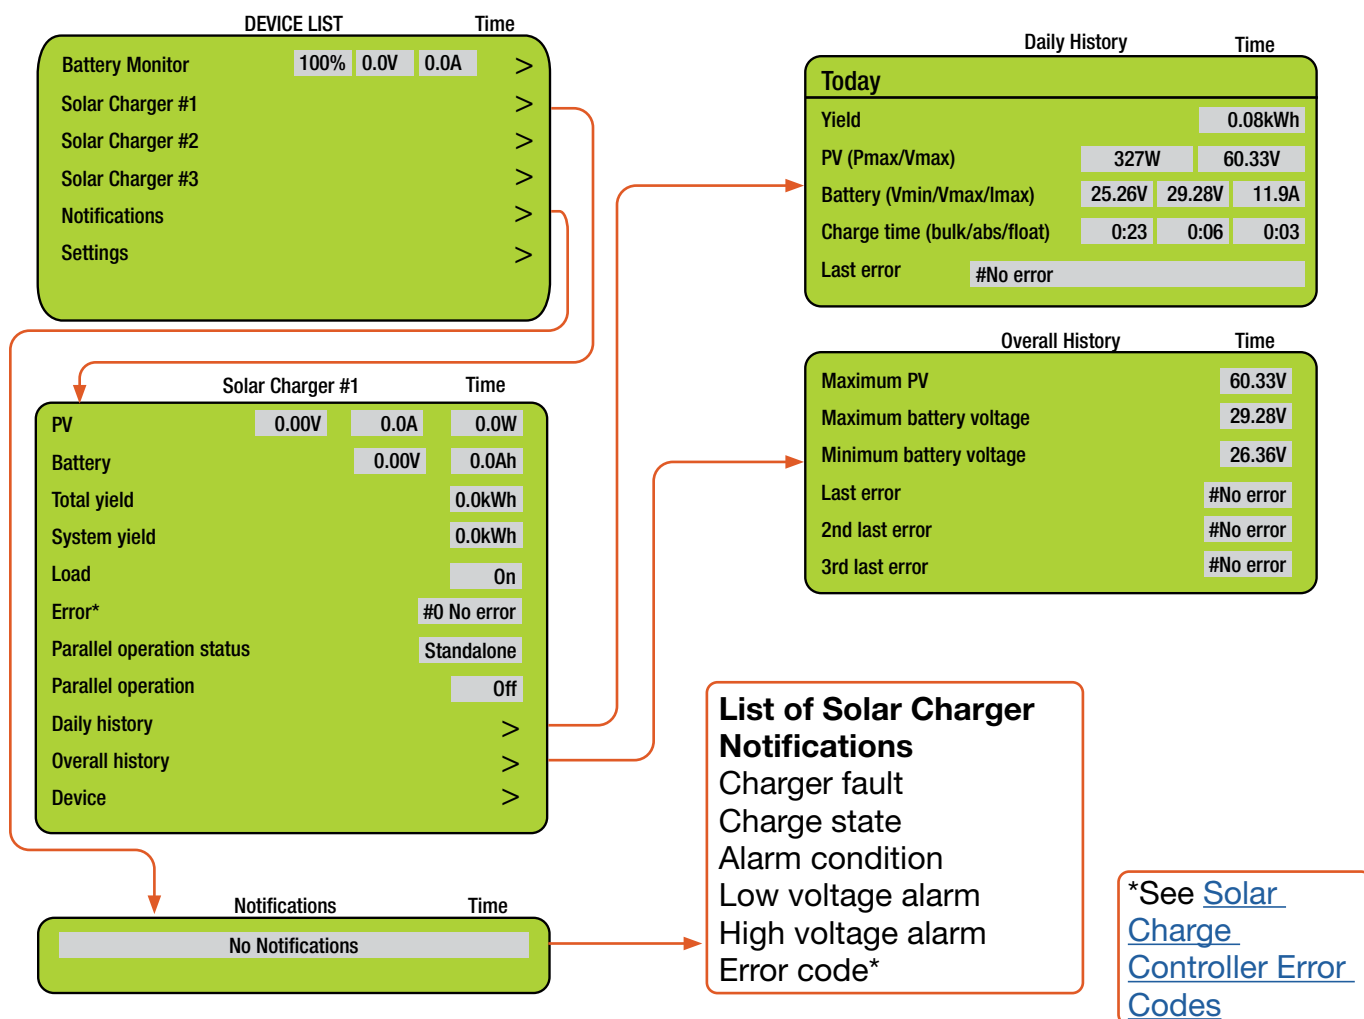 DEVICE LIST Time
Battery Monitor 100% 0.0V 0.0A >
Solar Charger #1 >
Solar Charger #2 >
Solar Charger #3 >
Notifications >
Settings >
Daily History Time
Today
Yield 0.08kWh
PV (Pmax/Vmax) 327W 60.33V
Battery (Vmin/Vmax/Imax) 25.26V 29.28V 11.9A
Charge time (bulk/abs/float) 0:23 0:06 0:03
Last error #No error
Overall History Time
Maximum PV 60.33V
Maximum battery voltage 29.28V
Minimum battery voltage 26.36V
Last error #No error
2nd last error #No error
3rd last error #No error
Solar Charger #1 Time
PV 0.00V 0.0A 0.0W
Battery 0.00V 0.0Ah
Total yield 0.0kWh
System yield 0.0kWh
Load On
Error* #0 No error
Parallel operation status Standalone
Parallel operation Off
Daily history >
Overall history >
Device >
Notifications Time
No Notifications
List of Solar Charger
Notifications
Charger fault
Charge state
Alarm condition
Low voltage alarm
High voltage alarm
Error code*
*See Solar
Charge
Controller Error
Codes